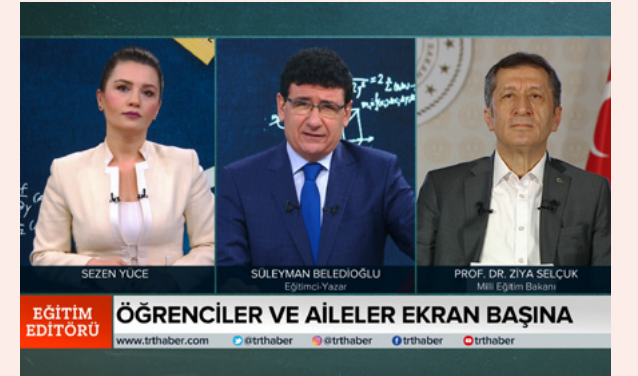 SEZEN YÜCE
SÜLEYMAN BELEDİOĞLU
Eğitimci-Yazar
PROF. DR. ZİYA SELÇUK
Milli Eğitim Bakanı
EĞİTİM
EDİTÖRÜ
ÖĞRENCİLER VE AİLELER EKRAN BAŞINA
www.trthaber.com @trthaber @trthaber trthaber trthaber